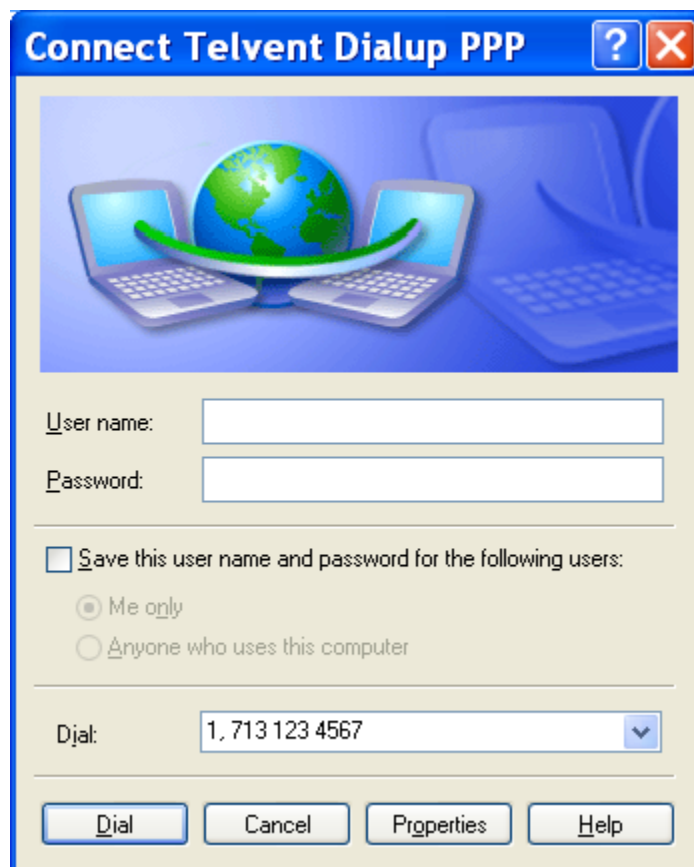 Connect Telvent Dialup PPP
User name:
Password:
Save this user name and password for the following users:
Me only
Anyone who uses this computer
Dial: 1, 713 123 4567
Dial Cancel Properties Help